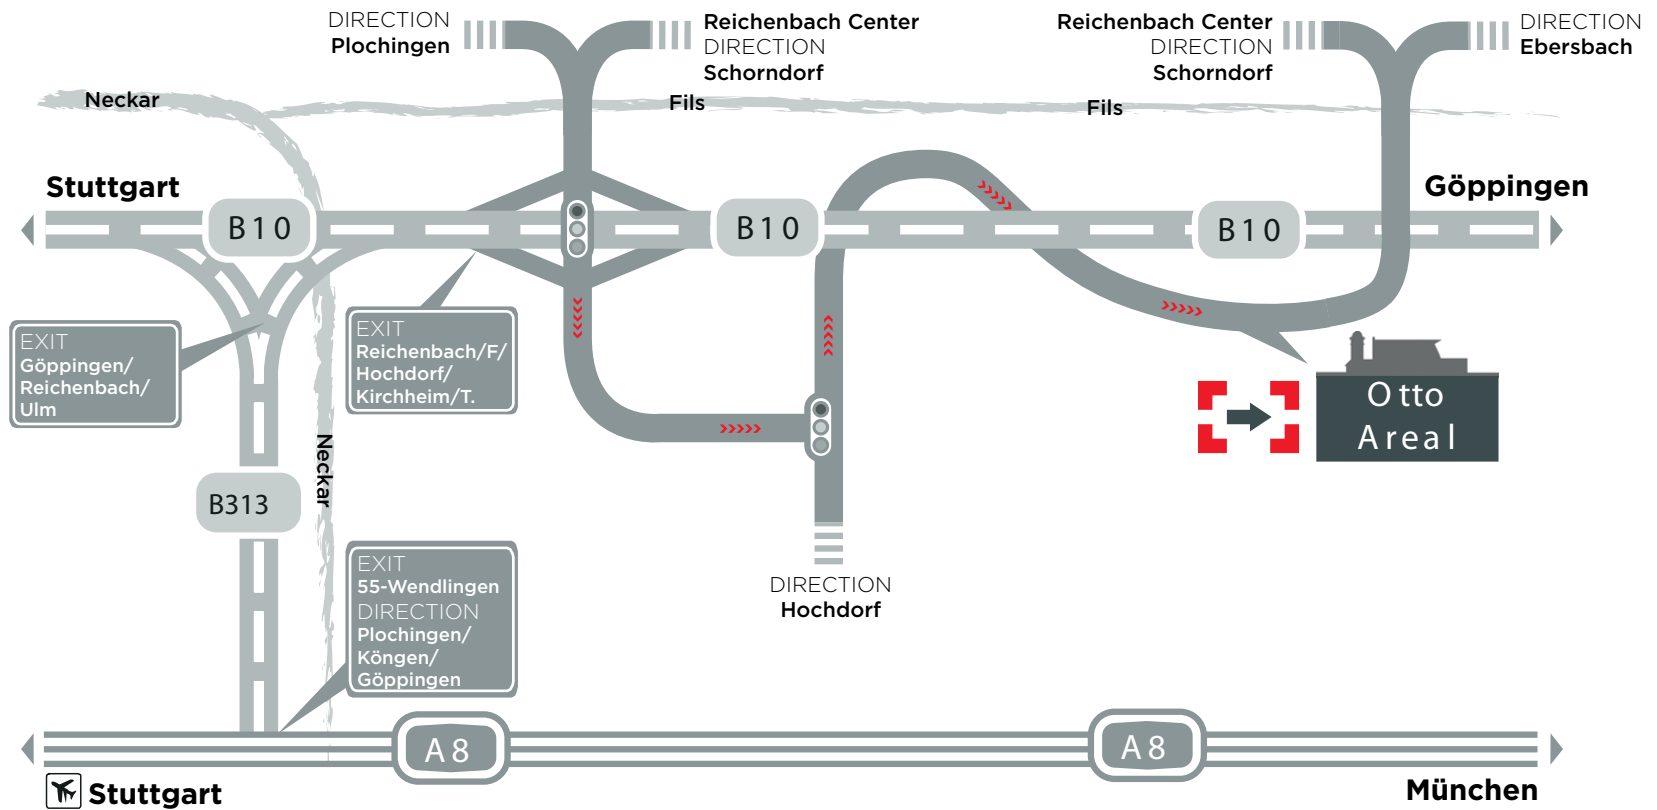 DIRECTION
Plochingen
Reichenbach Center
DIRECTION
Schorndorf
Reichenbach Center
DIRECTION
Schorndorf
DIRECTION
Ebersbach
Neckar
Fils
Fils
Stuttgart
Göppingen
B10
B10
B10
EXIT
Göppingen/
Reichenbach/
Ulm
EXIT
Reichenbach/F/
Hochdorf/
Kirchheim/T.
Otto
Areal
Neckar
B313
EXIT
55-Wendlingen
DIRECTION
Plochingen/
Köngen/
Göppingen
DIRECTION
Hochdorf
A8
A8
Stuttgart
München